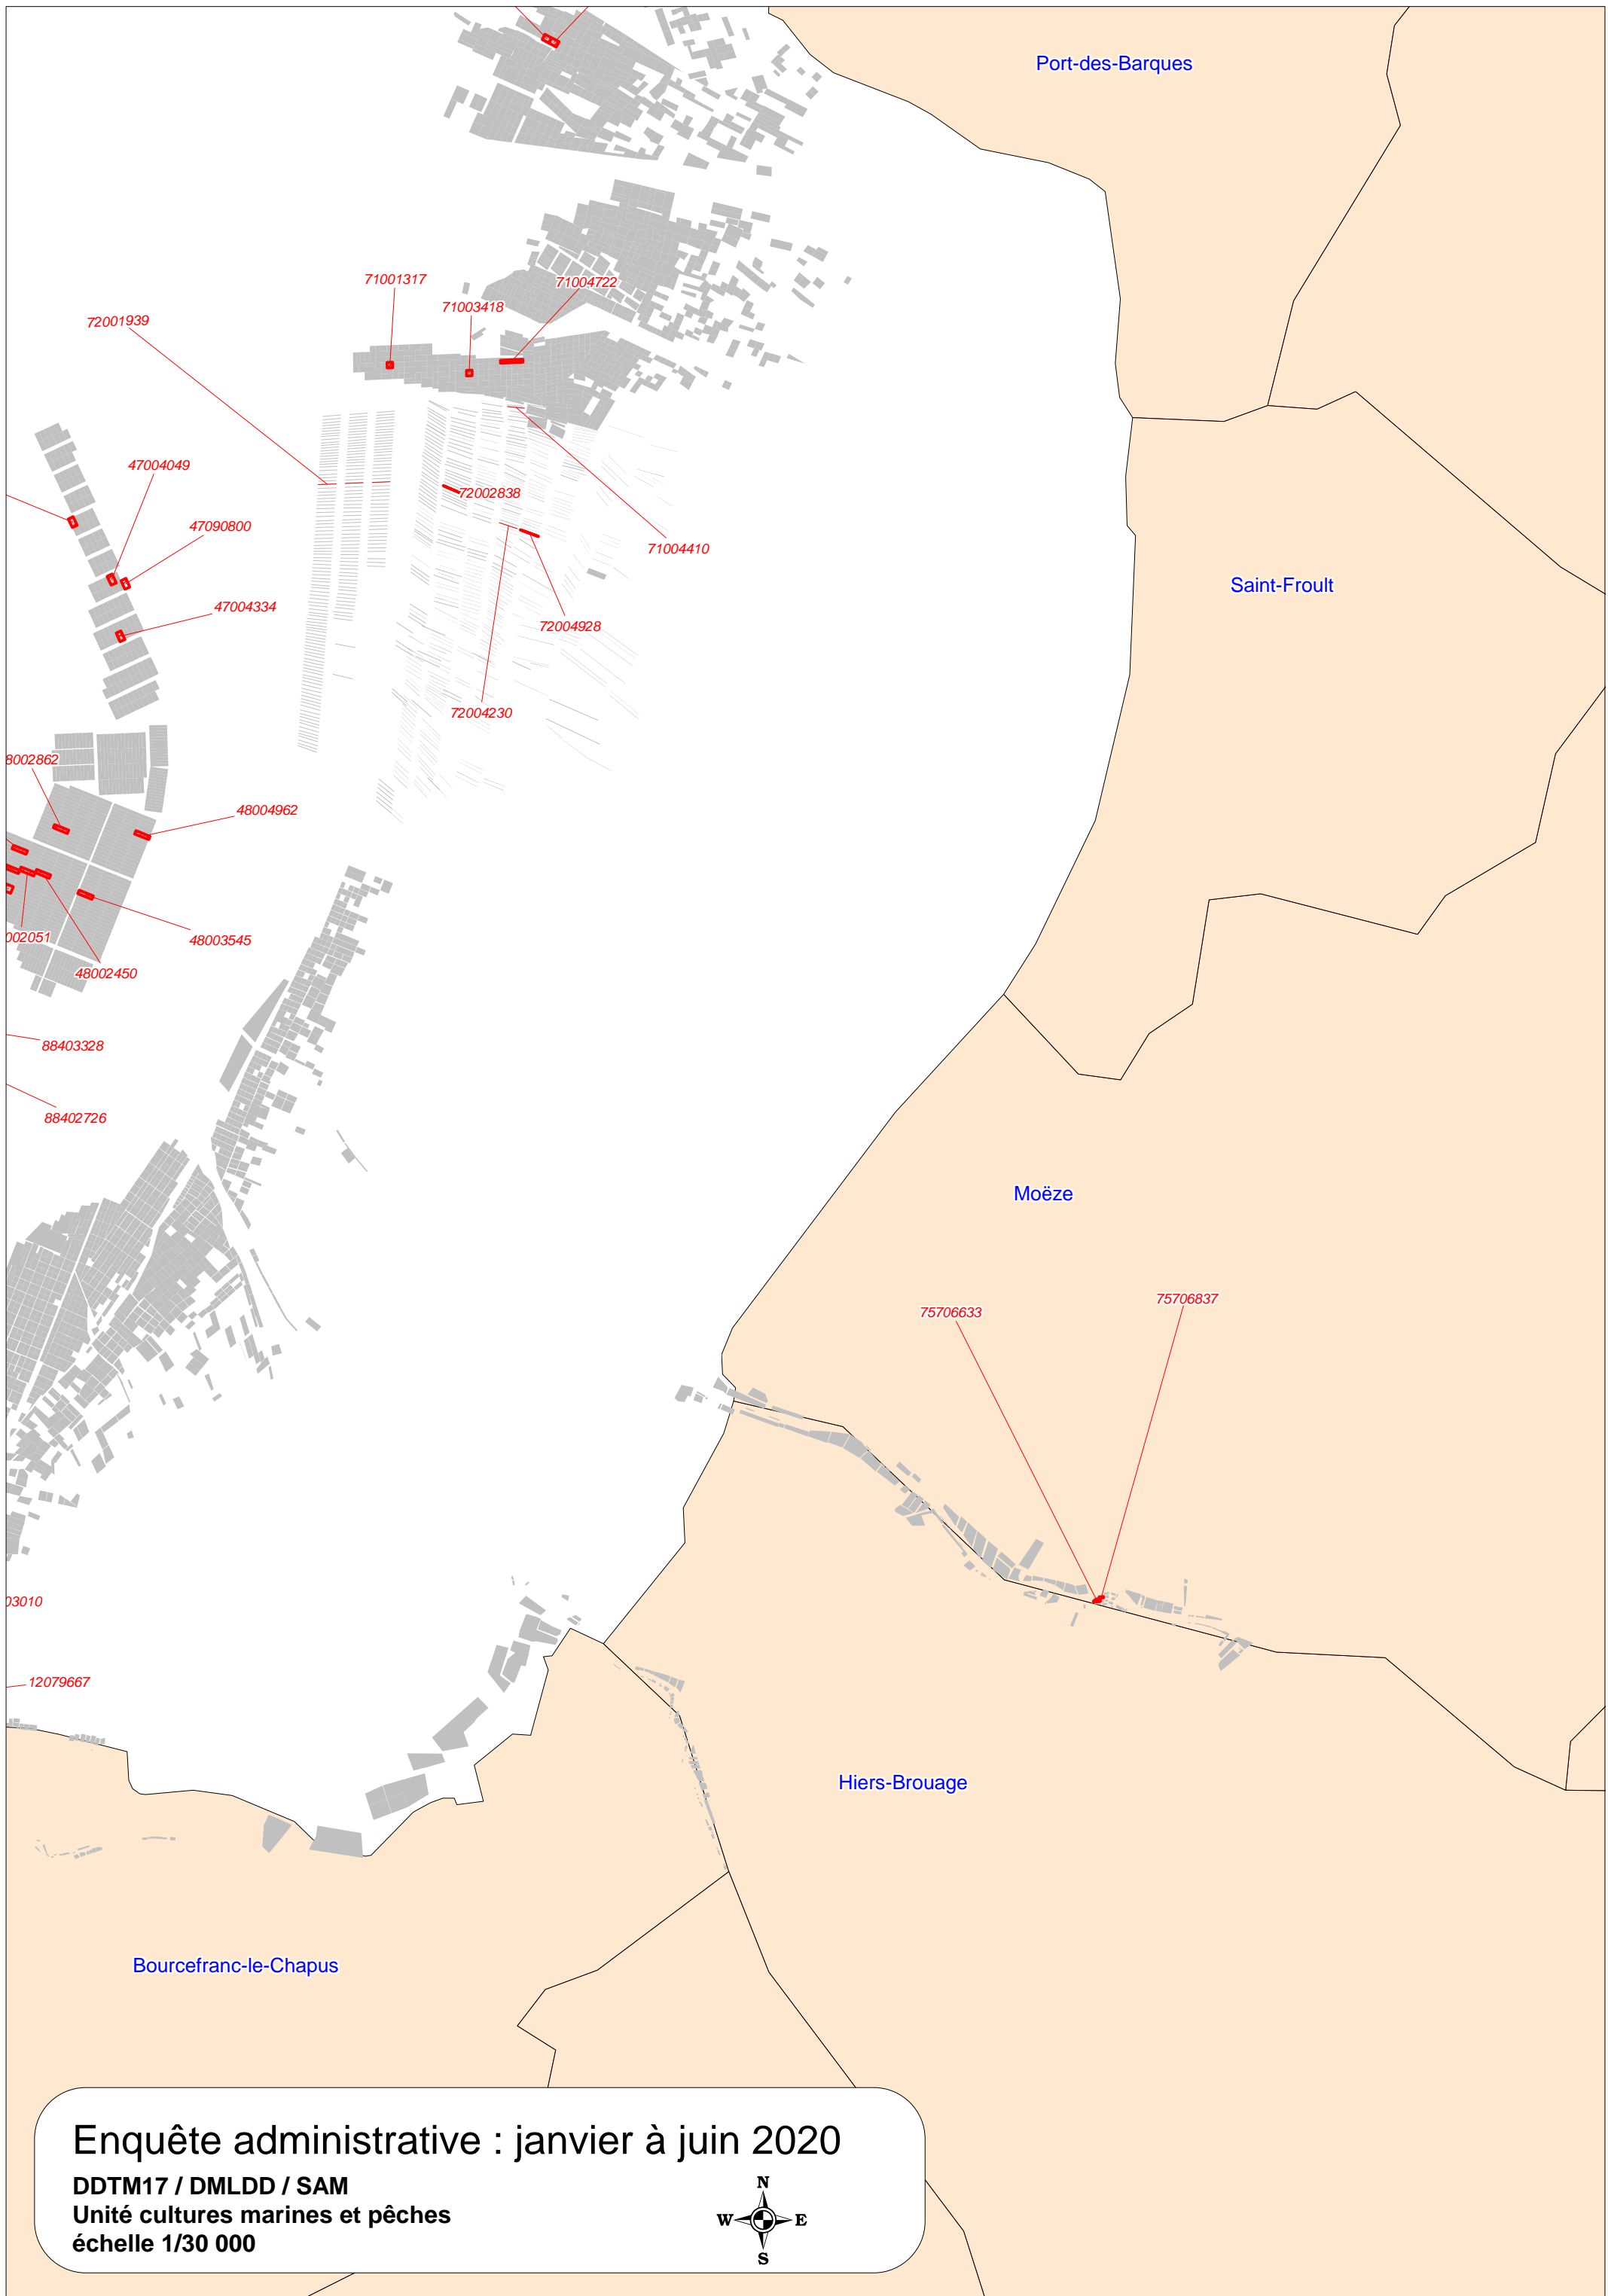 Port-des-Barques
71001317
71004722
71003418
72001939
47004049
72002838
47090800
71004410
Saint-Froult
47004334
72004928
72004230
8002862
48004962
002051
48003545
48002450
88403328
88402726
Moëze
75706633
75706837
03010
12079667
Hiers-Brouage
Bourcefranc-le-Chapus
Enquête administrative : janvier à juin 2020
DDTM17 / DMLDD / SAM
Unité cultures marines et pêches
échelle 1/30 000
N
W E
S